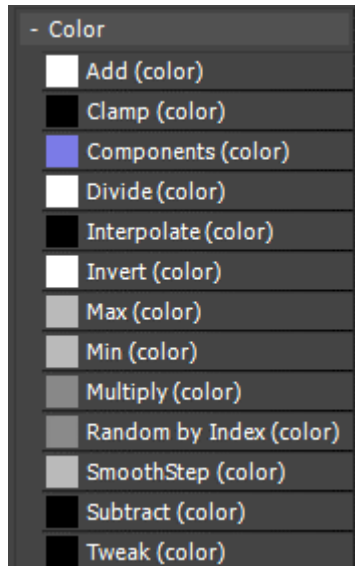 - Color
Add (color)
Clamp (color)
Components (color)
Divide (color)
Interpolate (color)
Invert (color)
Max (color)
Min (color)
Multiply (color)
Random by Index (color)
SmoothStep (color)
Subtract (color)
Tweak (color)